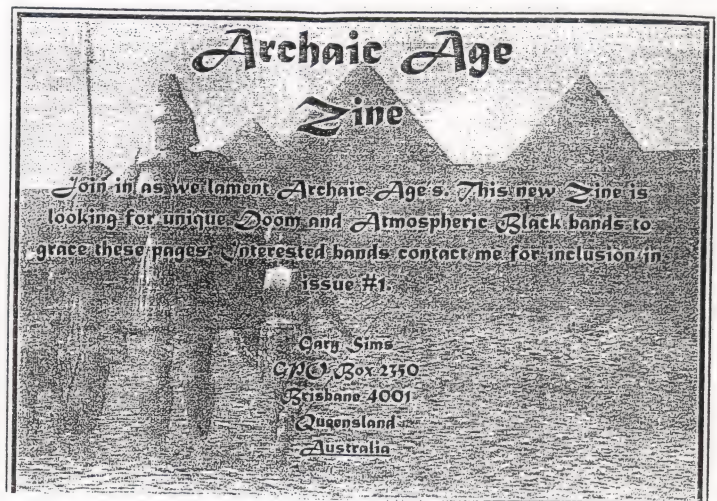 Archaic Age
Zine
Join in as we lament Archaic Age's. This new Zine is
looking for unique Doom and Atmospheric Black bands to
grace these pages. Interested bands contact me for inclusion in
issue #1.
Gary Sims
GPO Box 2350
Brisbane 4001
Queensland
Australia